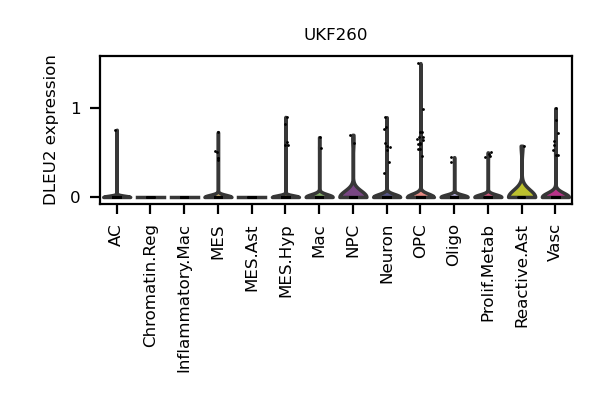 UKF260
DLEU2 expression
1
0
AC
Chromatin.Reg
Inflammatory.Mac
MES
MES.Ast
MES.Hyp
Mac
NPC
Neuron
OPC
Oligo
Prolif.Metab
Reactive.Ast
Vasc